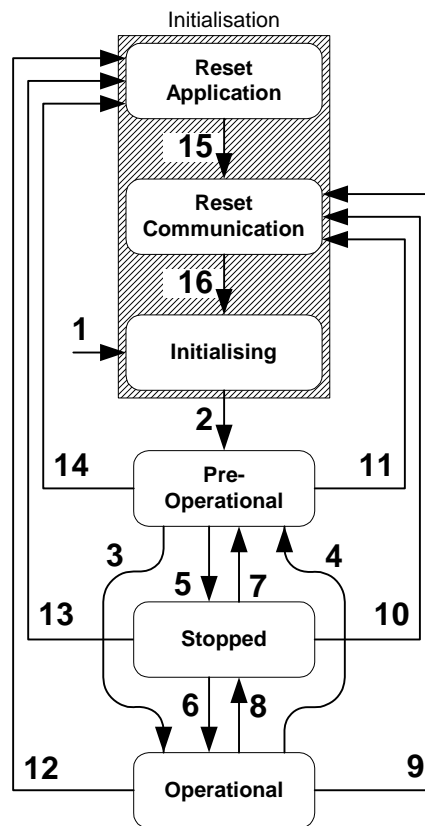 Initialisation
Reset
Application
15
Reset
Communication
16
1
Initialising
2
14
Pre-
Operational
11
3
5
7
4
13
Stopped
10
6
8
12
Operational
9